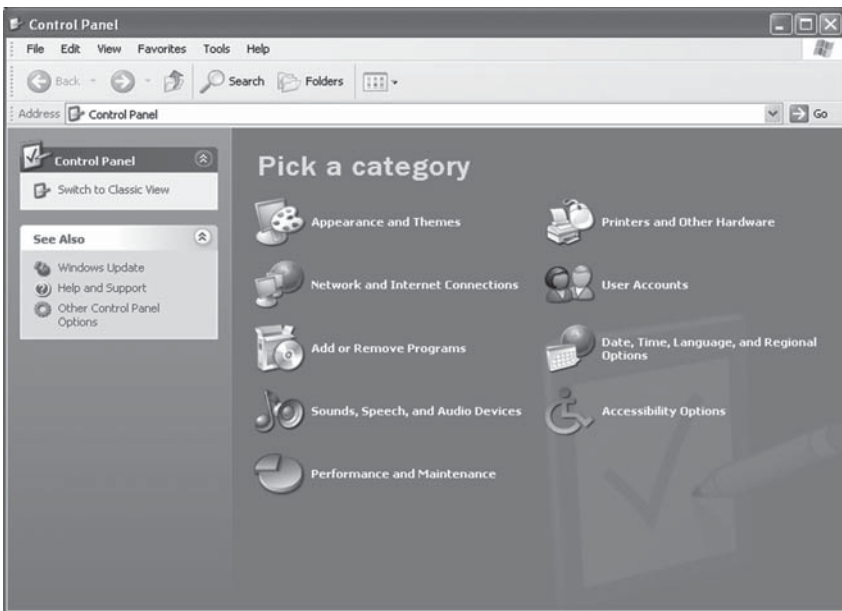 Control Panel
File Edit View Favorites Tools Help
Back Search Folders
Address Control Panel Go
Control Panel
Switch to Classic View
See Also
Windows Update
Help and Support
Other Control Panel
Options
Pick a category
Appearance and Themes
Printers and Other Hardware
Network and Internet Connections
User Accounts
Add or Remove Programs
Date, Time, Language, and Regional
Options
Sounds, Speech, and Audio Devices
Accessibility Options
Performance and Maintenance